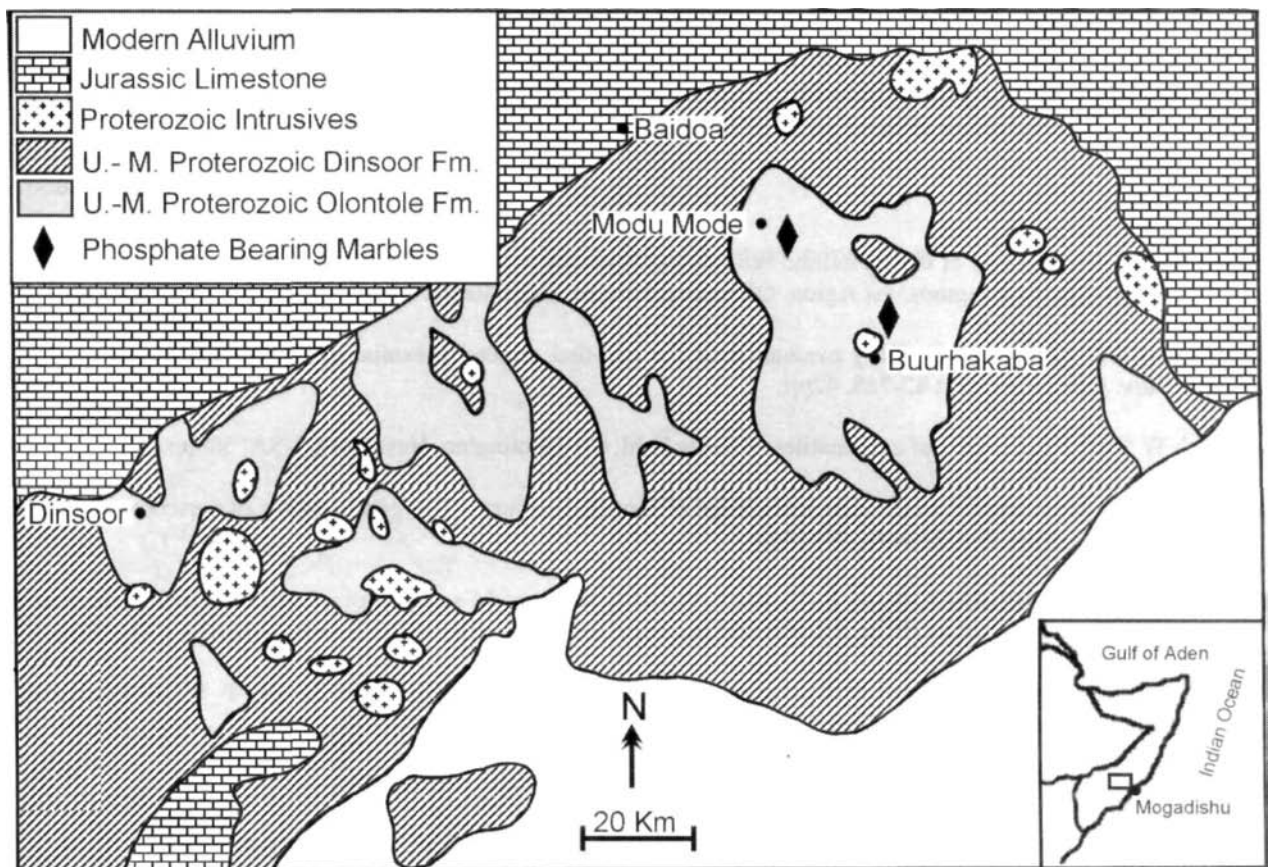 Modern Alluvium
Jurassic Limestone
Proterozoic Intrusives
U.- M. Proterozoic Dinsoor Fm.
U.-M. Proterozoic Olontole Fm.
Phosphate Bearing Marbles
Baidoa
Modu Mode
Buurhakaba
Dinsoor
N
20 Km
Gulf of Aden
Indian Ocean
Mogadishu